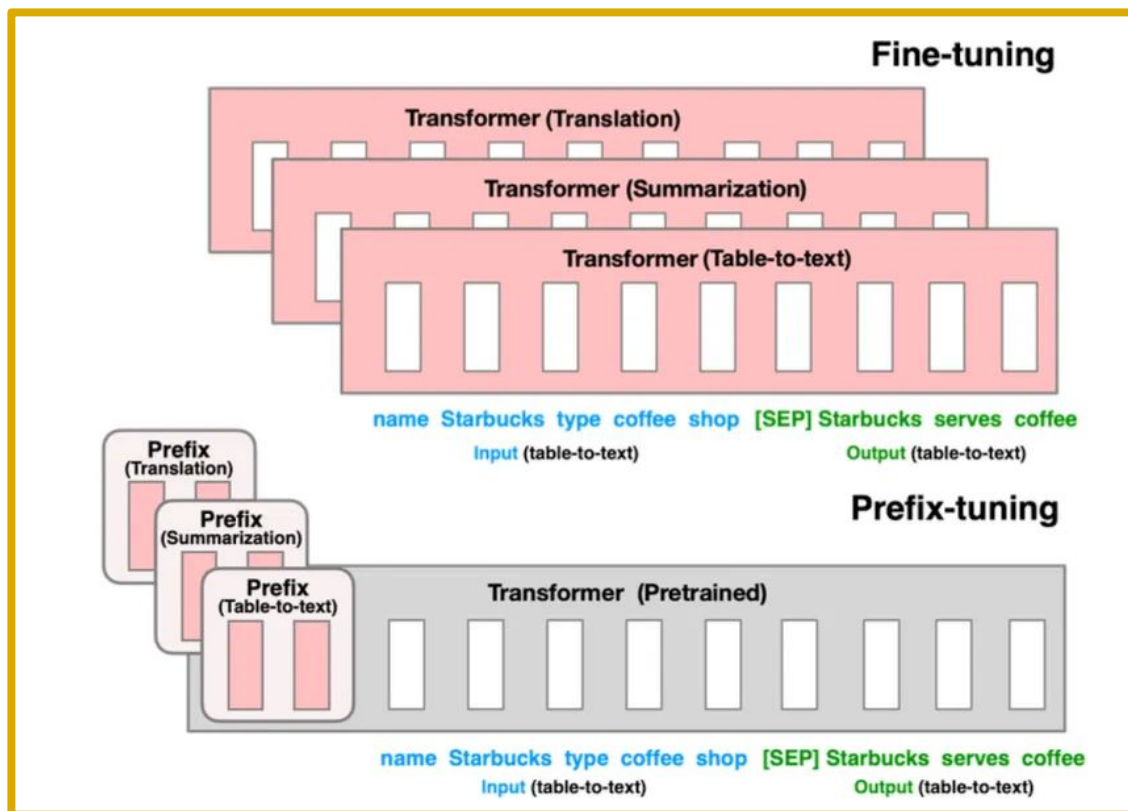 Fine-tuning
Transformer (Translation)
Transformer (Summarization)
Transformer (Table-to-text)
name Starbucks type coffee shop [SEP] Starbucks serves coffee
Input (table-to-text) Output (table-to-text)
Prefix-tuning
Prefix
(Translation)
Prefix
(Summarization)
Prefix
(Table-to-text)
Transformer (Pretrained)
name Starbucks type coffee shop [SEP] Starbucks serves coffee
Input (table-to-text) Output (table-to-text)